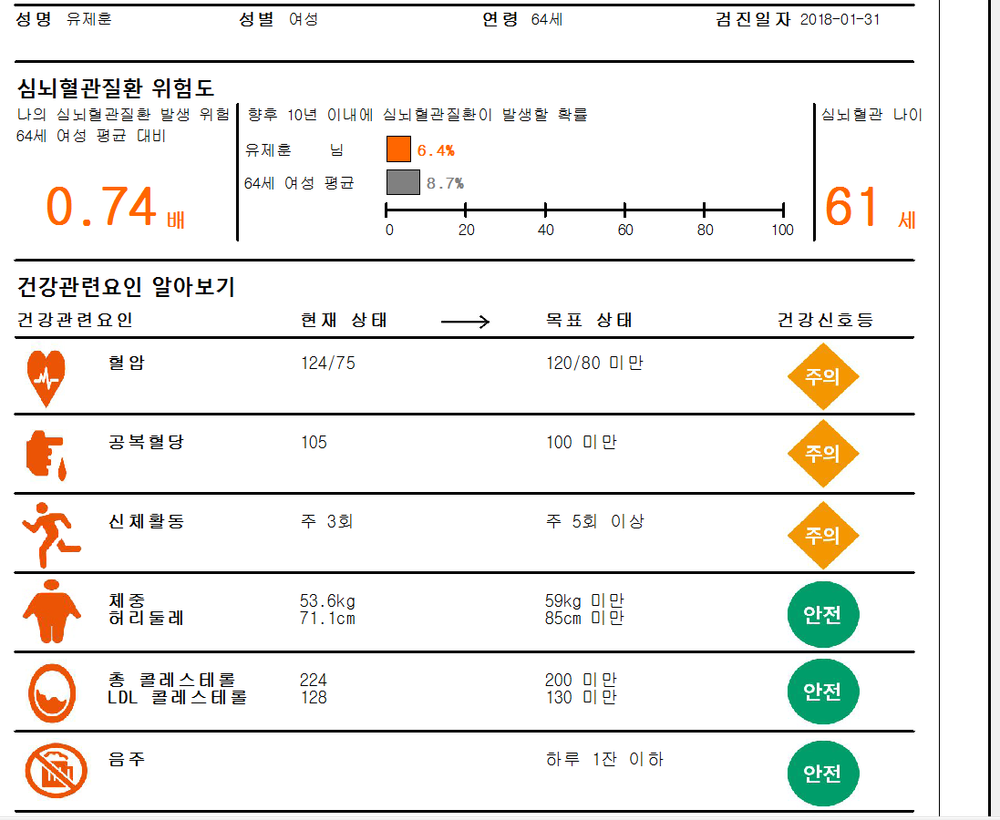 성명 유제훈 성별 여성 연령 64세 검진일자 2018-01-31
심뇌혈관질환 위험도
나의 심뇌혈관질환 발생 위험
64세 여성 평균 대비
0.74 배
향후 10년 이내에 심뇌혈관질환이 발생할 확률
유제훈 님 6.4%
64세 여성 평균 8.7%
0 20 40 60 80 100
심뇌혈관 나이
61 세
건강관련요인 알아보기
건강관련요인 현재 상태 → 목표 상태 건강신호등
혈압 124/75 120/80 미만 주의
공복혈당 105 100 미만 주의
신체활동 주 3회 주 5회 이상 주의
체중 53.6kg 59kg 미만
허리둘레 71.1cm 85cm 미만
안전
총 콜레스테롤 224 200 미만
LDL 콜레스테롤 128 130 미만
안전
음주 하루 1잔 이하 안전